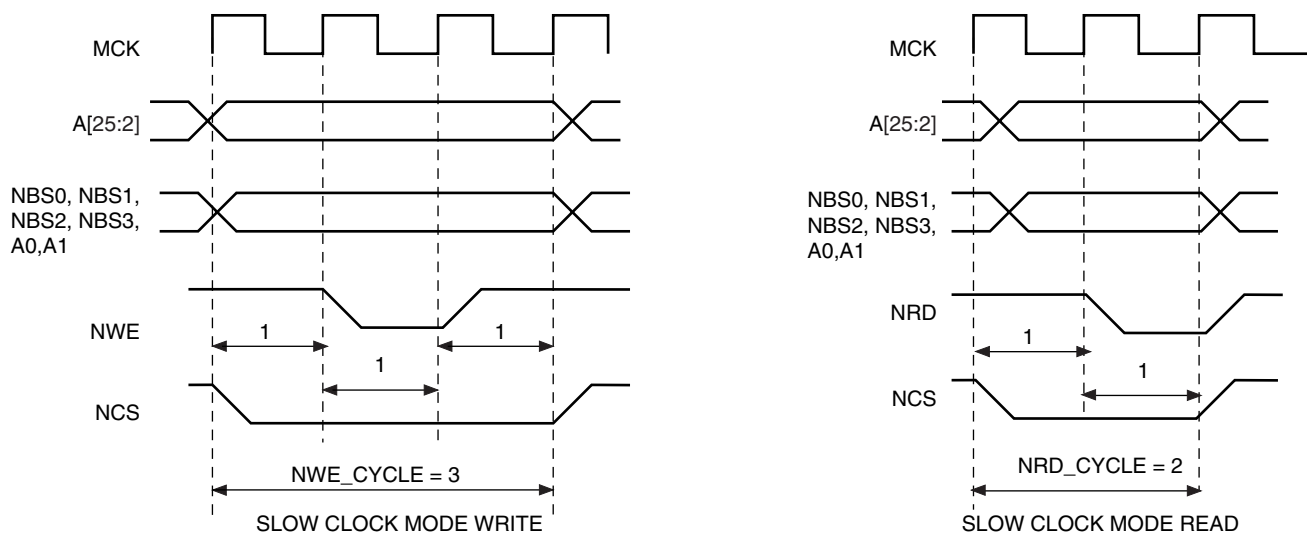 MCK
A[25:2]
NBS0, NBS1,
NBS2, NBS3,
A0,A1
NWE
1
1
1
NCS
NWE_CYCLE = 3
SLOW CLOCK MODE WRITE
MCK
A[25:2]
NBS0, NBS1,
NBS2, NBS3,
A0,A1
NRD
1
1
NCS
NRD_CYCLE = 2
SLOW CLOCK MODE READ